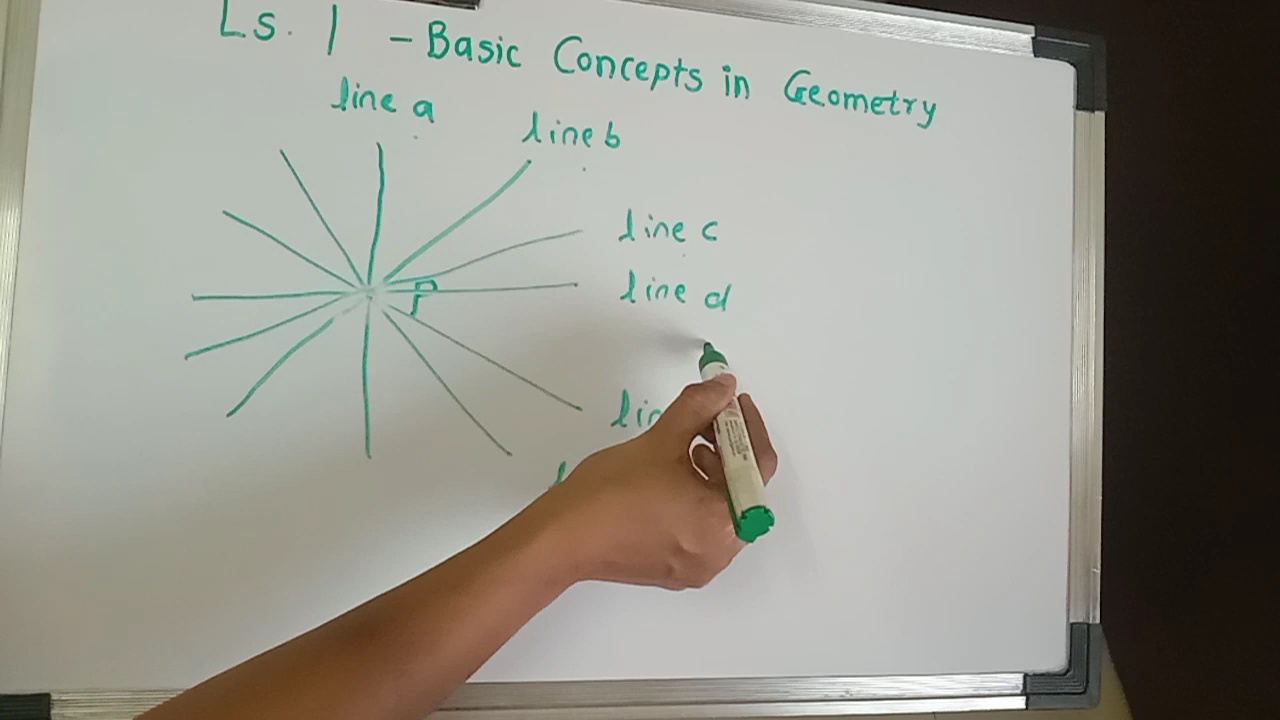 Ls. 1 - Basic Concepts in Geometry
line a
line b
line c
line d
P